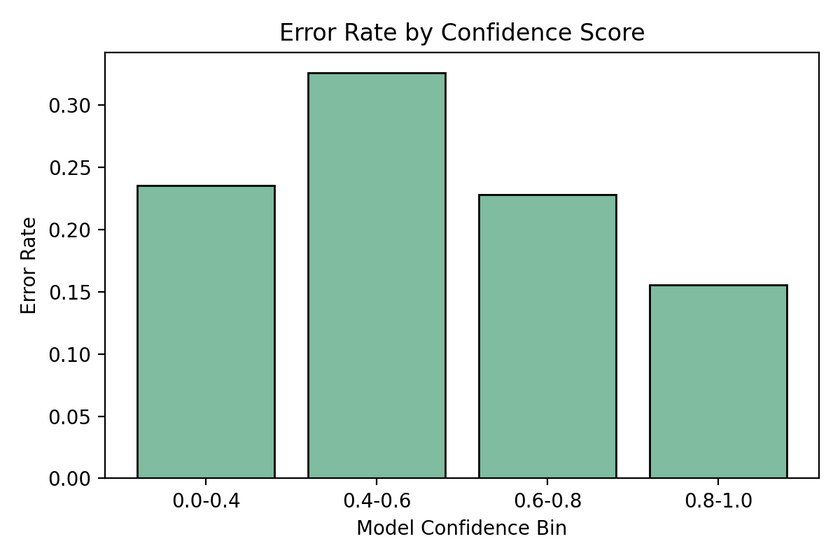 Error Rate by Confidence Score
Error Rate
0.30
0.25
0.20
0.15
0.10
0.05
0.00
0.0-0.4 0.4-0.6 0.6-0.8 0.8-1.0
Model Confidence Bin